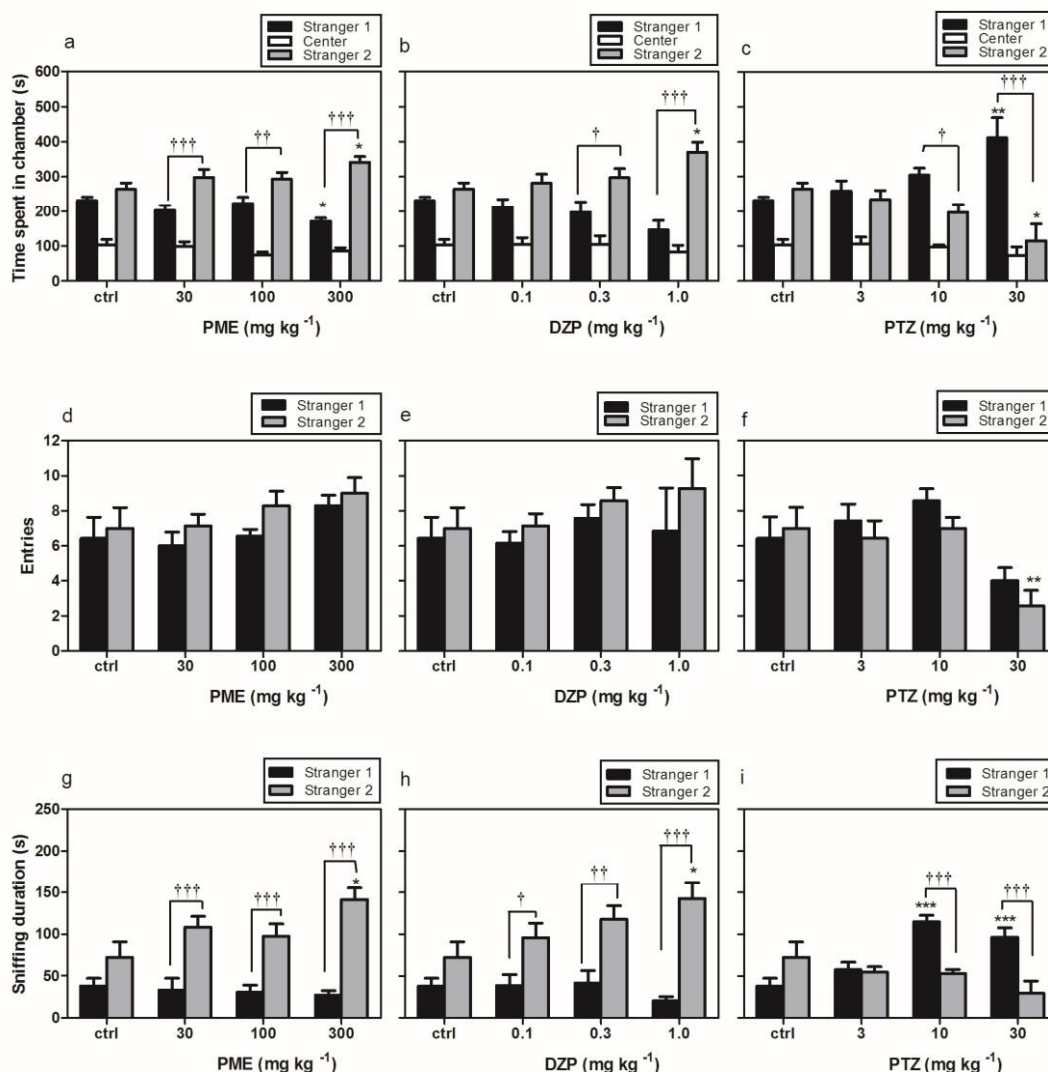 a
Stranger 1
Center
Stranger 2
b
Stranger 1
Center
Stranger 2
c
Stranger 1
Center
Stranger 2
Time spent in chamber (s)
600
500
400
300
200
100
0
†††
††
†††
*
*
ctrl 30 100 300
PME (mg kg -1)
†
†††
*
ctrl 0.1 0.3 1.0
DZP (mg kg -1)
†
†††
**
*
ctrl 3 10 30
PTZ (mg kg -1)
d
Stranger 1
Stranger 2
e
Stranger 1
Stranger 2
f
Stranger 1
Stranger 2
Entries
12
10
8
6
4
2
0
ctrl 30 100 300
PME (mg kg -1)
ctrl 0.1 0.3 1.0
DZP (mg kg -1)
**
ctrl 3 10 30
PTZ (mg kg -1)
g
Stranger 1
Stranger 2
h
Stranger 1
Stranger 2
i
Stranger 1
Stranger 2
Sniffing duration (s)
250
200
150
100
50
0
†††
†††
†††
*
ctrl 30 100 300
PME (mg kg -1)
†
††
†††
*
ctrl 0.1 0.3 1.0
DZP (mg kg -1)
†††
***
†††
***
ctrl 3 10 30
PTZ (mg kg -1)